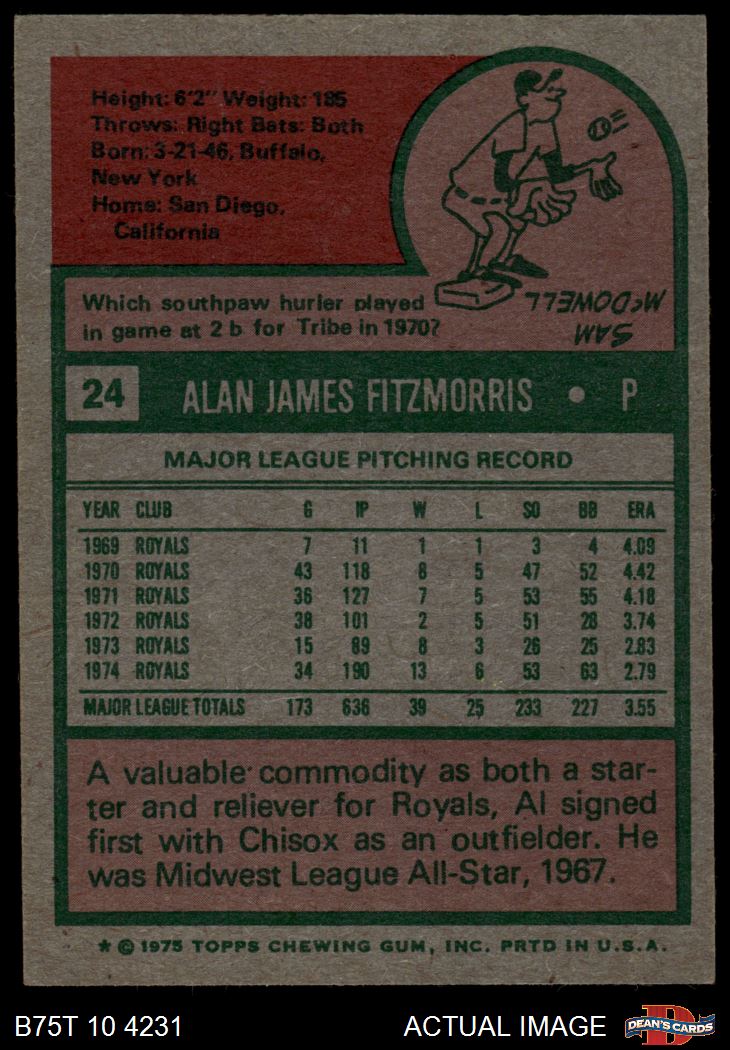 Height: 6'2" Weight: 185
Throws: Right Bats: Both
Born: 3-21-46, Buffalo,
New York
Home: San Diego,
California
Which southpaw hurler played
in game at 2 b for Tribe in 1970?
SAM
McDOWELL
24 ALAN JAMES FITZMORRIS • P
MAJOR LEAGUE PITCHING RECORD
YEAR CLUB G IP W L SO BB ERA
1969 ROYALS 7 11 1 1 3 4 4.09
1970 ROYALS 43 118 8 5 47 52 4.42
1971 ROYALS 36 127 7 5 53 55 4.18
1972 ROYALS 38 101 2 5 51 28 3.74
1973 ROYALS 15 89 8 3 26 25 2.83
1974 ROYALS 34 190 13 6 53 63 2.79
MAJOR LEAGUE TOTALS 173 636 39 25 233 227 3.55
A valuable commodity as both a star-
ter and reliever for Royals, Al signed
first with Chisox as an outfielder. He
was Midwest League All-Star, 1967.
* © 1975 TOPPS CHEWING GUM, INC. PRTD IN U.S.A.
B75T 10 4231 ACTUAL IMAGE
D
DEAN'S CARDS